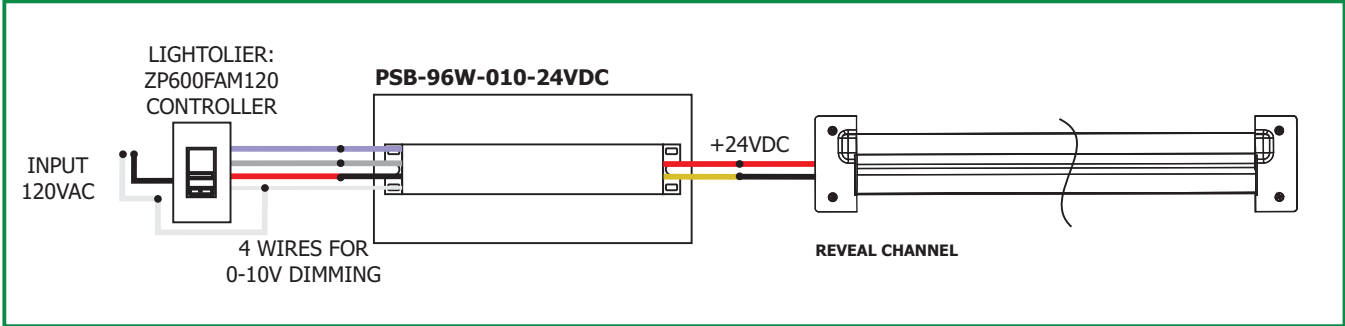 LIGHTOLIER:
ZP600FAM120
CONTROLLER
PSB-96W-010-24VDC
INPUT
120VAC
+24VDC
4 WIRES FOR
0-10V DIMMING
REVEAL CHANNEL